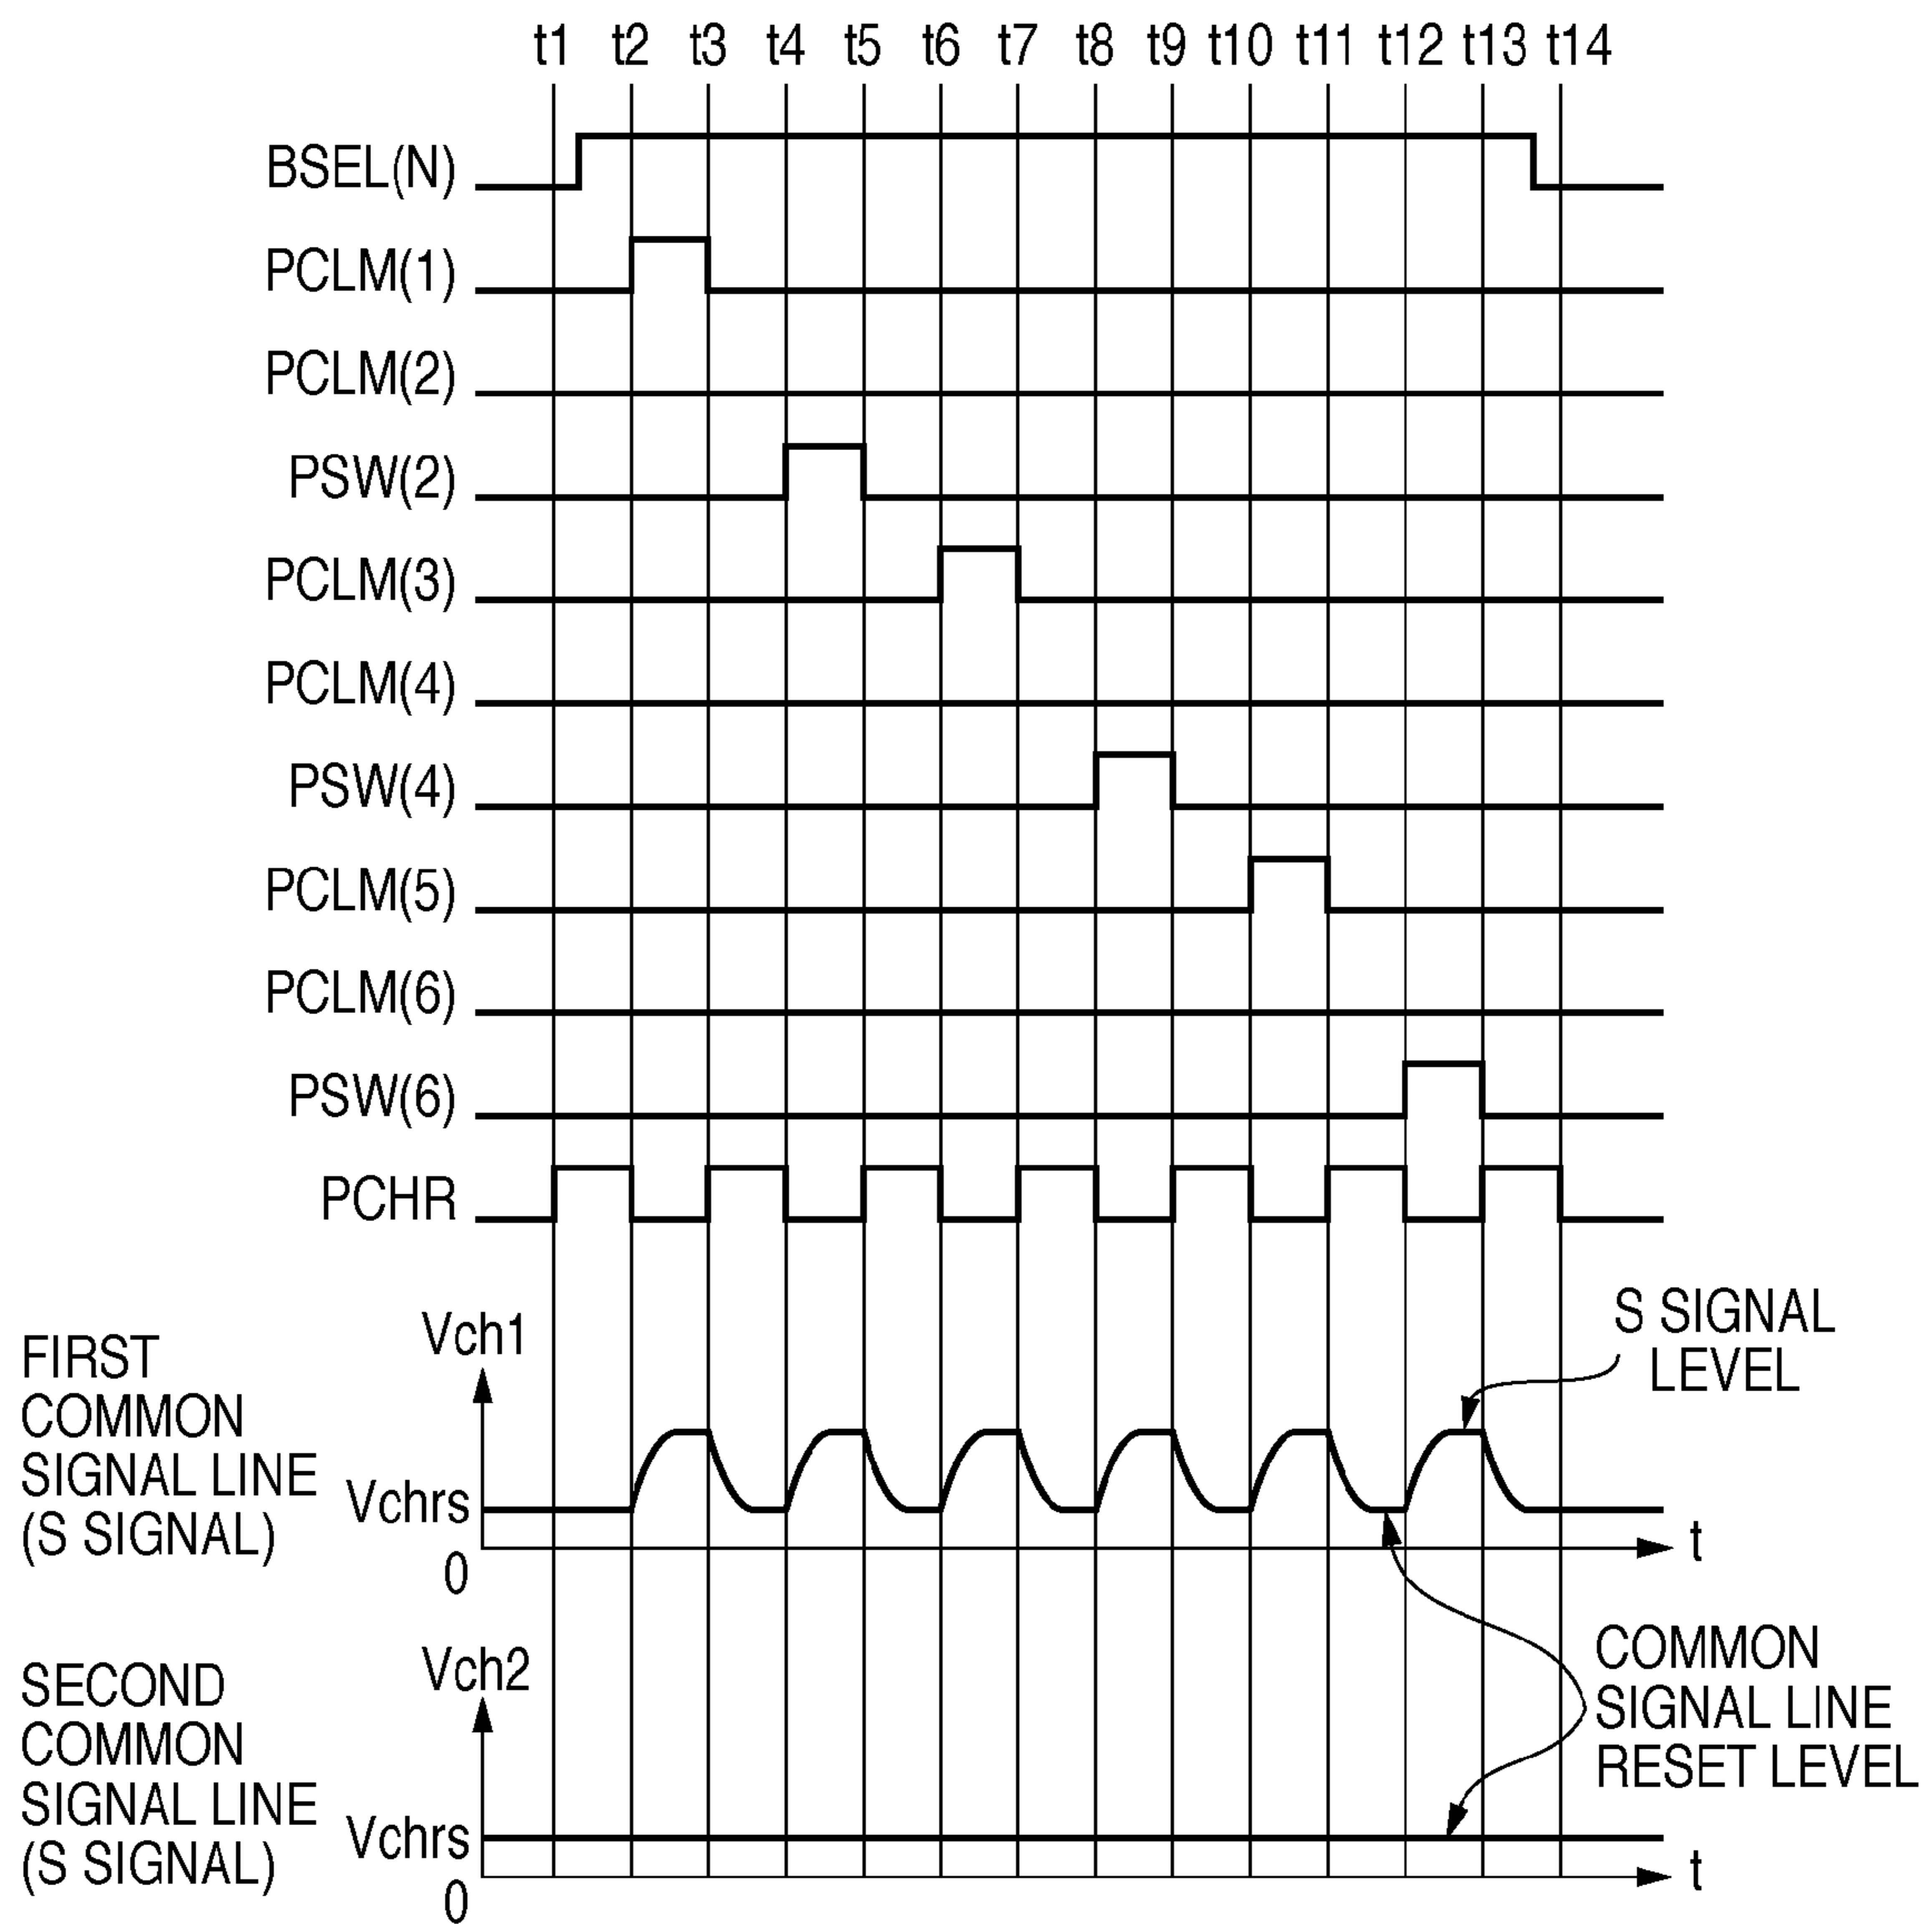 t1 t2 t3 t4 t5 t6 t7 t8 t9 t10 t11 t12 t13 t14
BSEL(N)
PCLM(1)
PCLM(2)
PSW(2)
PCLM(3)
PCLM(4)
PSW(4)
PCLM(5)
PCLM(6)
PSW(6)
PCHR
FIRST
COMMON
SIGNAL LINE
(S SIGNAL)
Vch1
Vchrs
0
t
S SIGNAL
LEVEL
SECOND
COMMON
SIGNAL LINE
(S SIGNAL)
Vch2
Vchrs
0
t
COMMON
SIGNAL LINE
RESET LEVEL